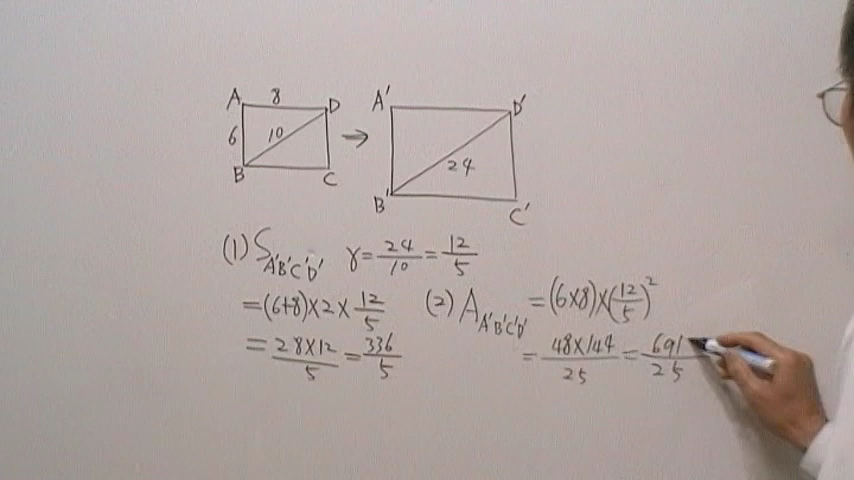 A 8 D
6 10
B C
→
A' D'
24
B' C'
(1) S_{A'B'C'D'} r = 24/10 = 12/5
= (6+8)×2× 12/5
= 28×12/5 = 336/5
(2) A_{A'B'C'D'} = (6×8)×(12/5)²
= 48×144/25 = 691/25